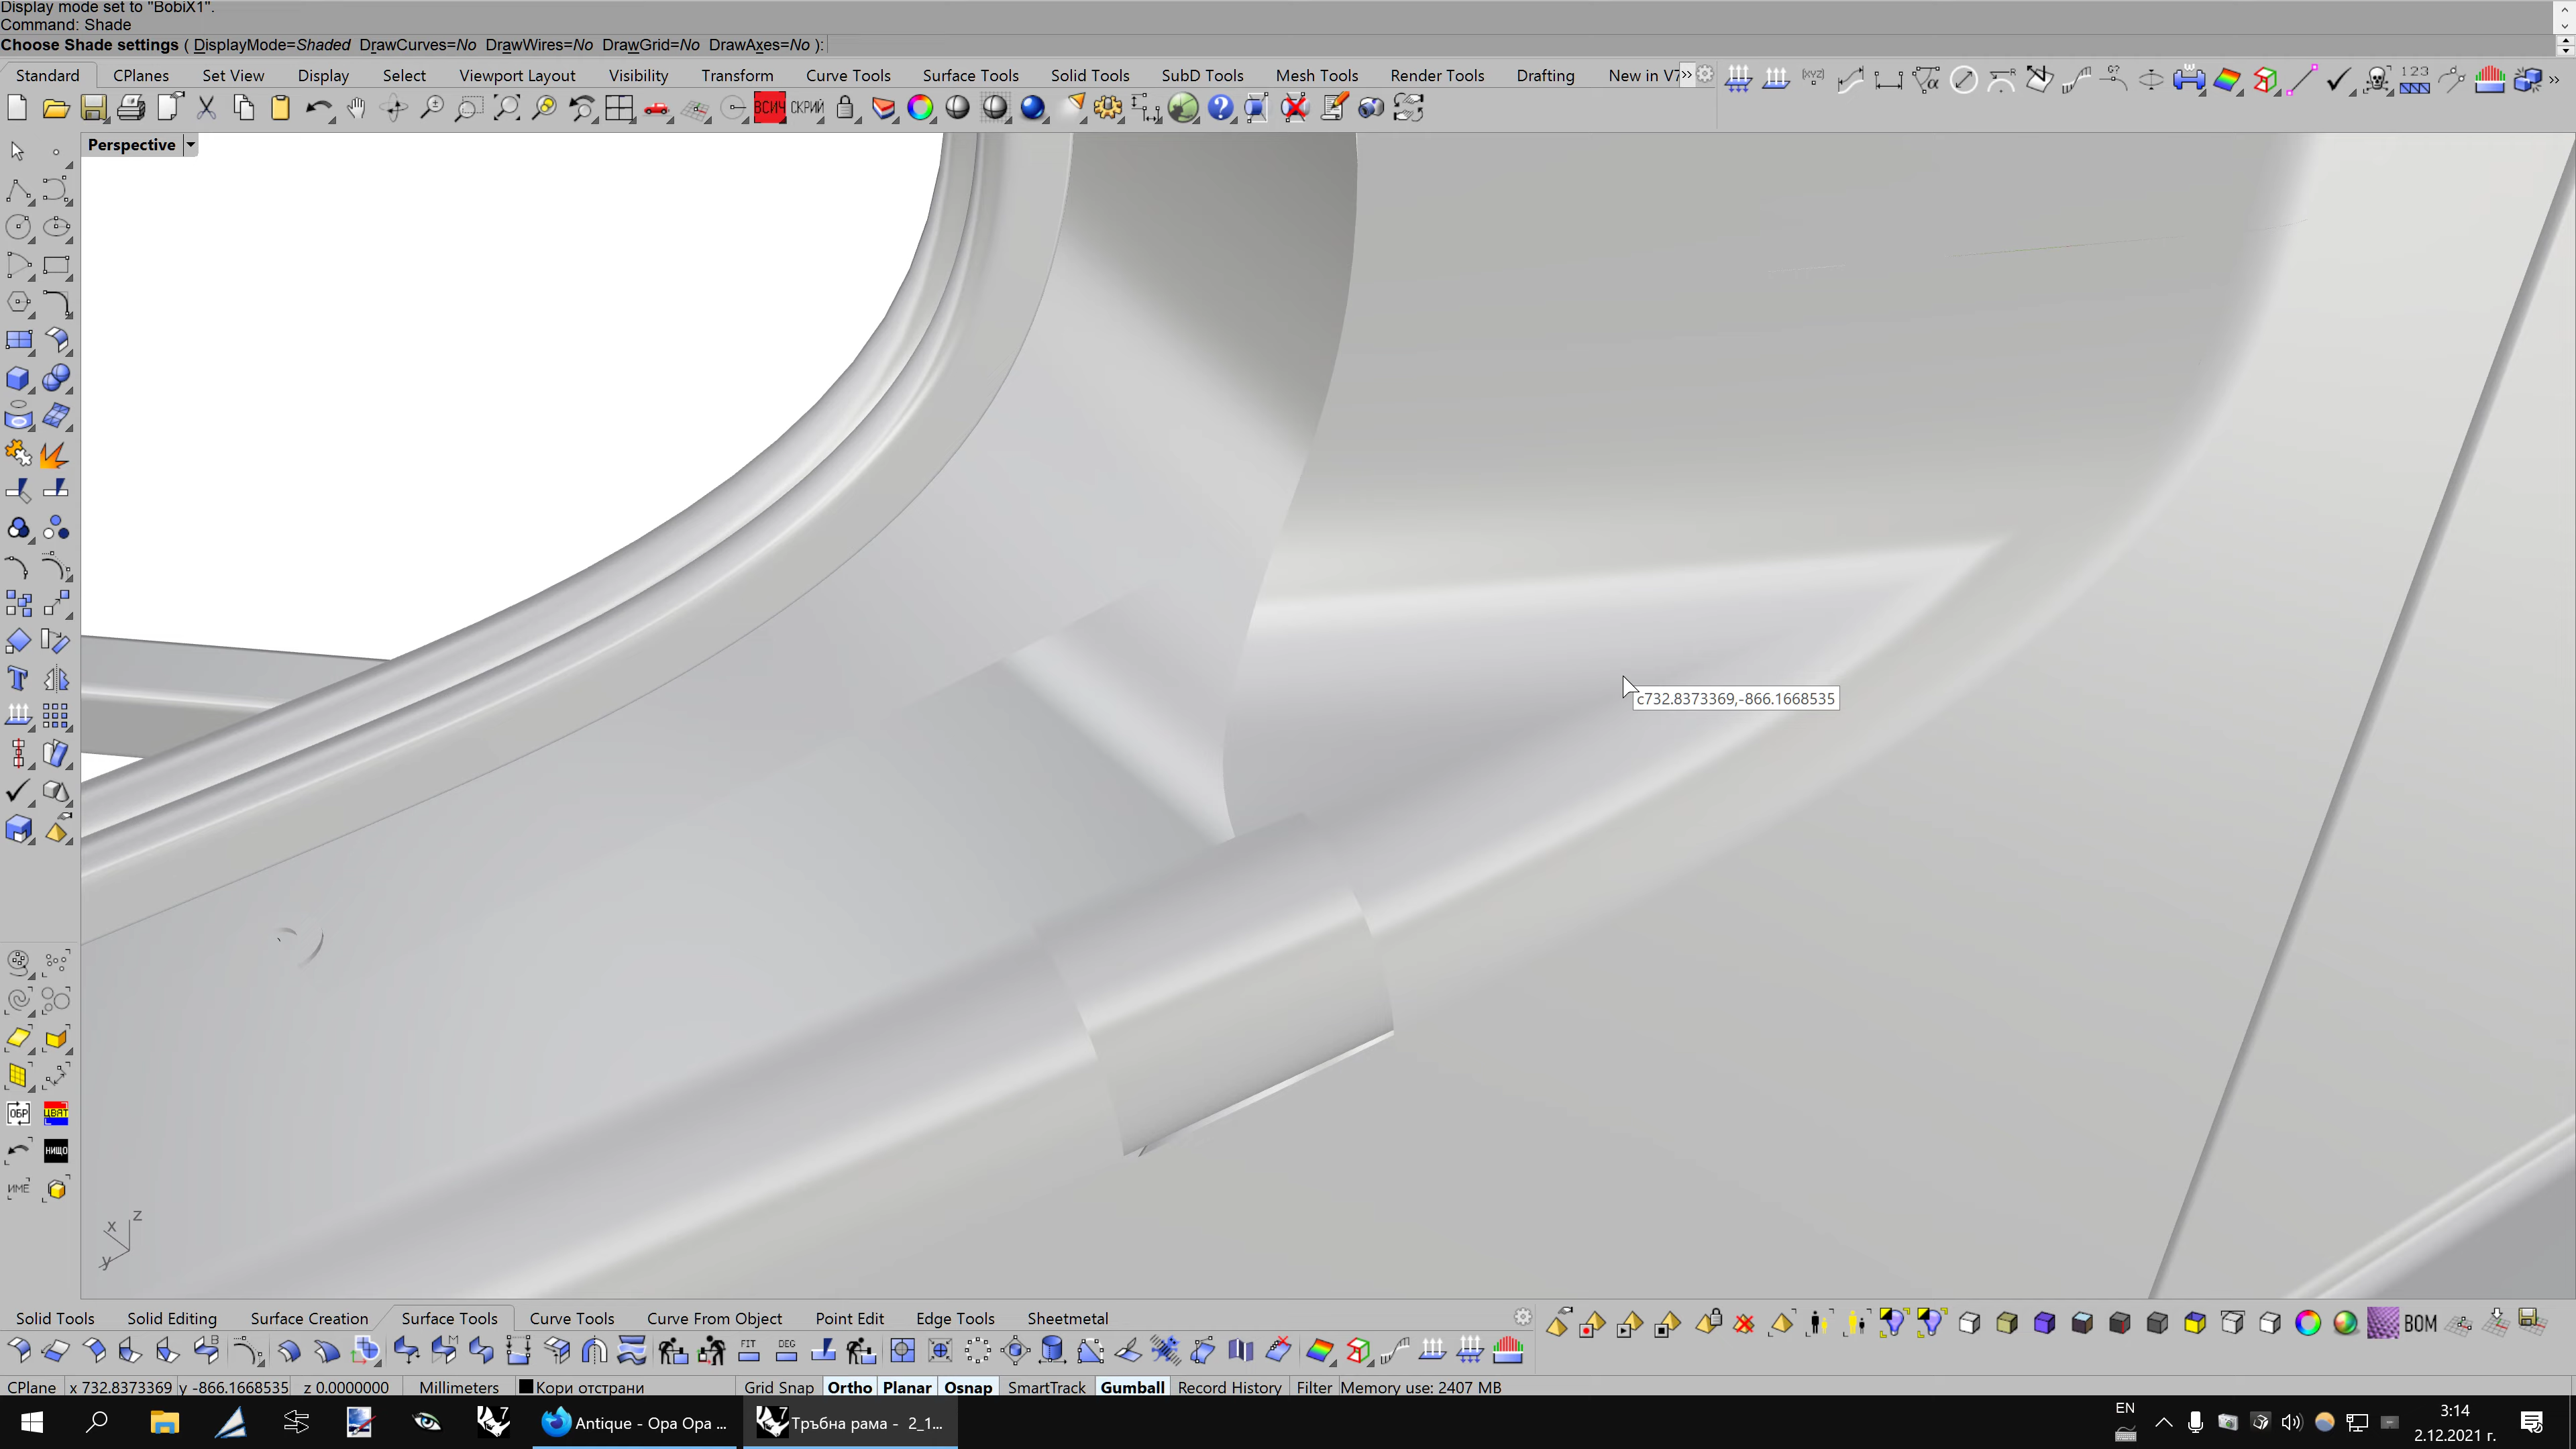 Display mode set to "BobiX1".
Command: Shade
Choose Shade settings ( DisplayMode=Shaded DrawCurves=No DrawWires=No DrawGrid=No DrawAxes=No ):
Standard CPlanes Set View Display Select Viewport Layout Visibility Transform Curve Tools Surface Tools Solid Tools SubD Tools Mesh Tools Render Tools Drafting New in V7
ВСИЧ СКРИЙ
Perspective
c732.8373369,-866.1668535
ОБР ЦВЯТ
НИЩО
ИМЕ
z
x
y
Solid Tools Solid Editing Surface Creation Surface Tools Curve Tools Curve From Object Point Edit Edge Tools Sheetmetal
BOM
FIT DEG
CPlane x 732.8373369 y -866.1668535 z 0.0000000 Millimeters Кори отстрани Grid Snap Ortho Planar Osnap SmartTrack Gumball Record History Filter Memory use: 2407 MB
Antique - Opa Opa ... Тръбна рама - 2_1...
EN
3:14
2.12.2021 г.